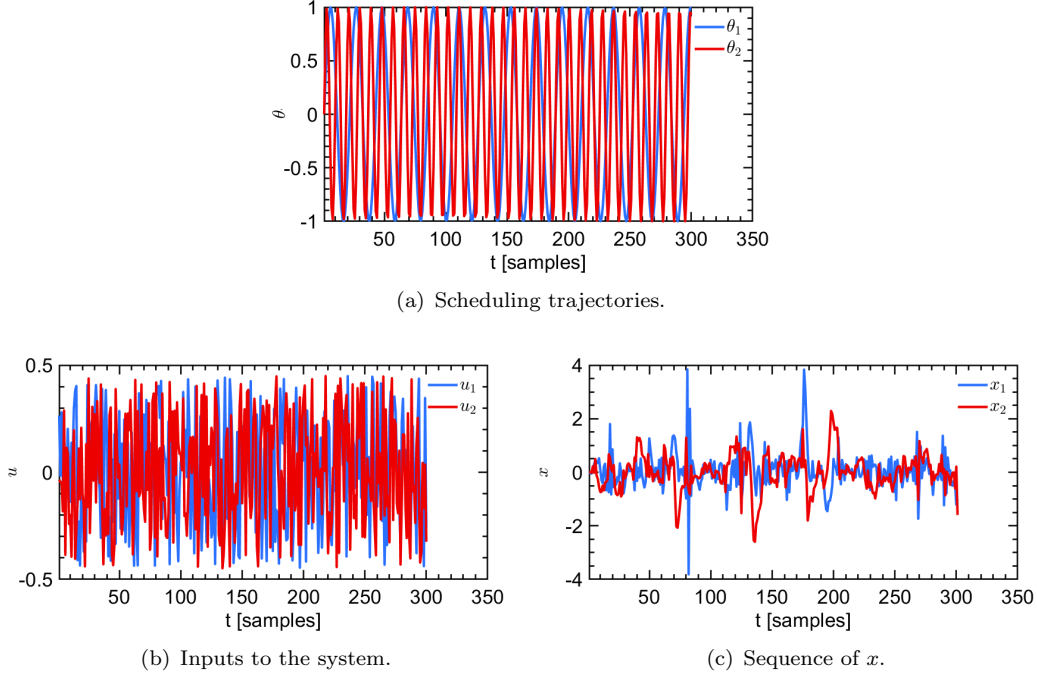 1
0.5
0
-0.5
-1
θ
θ1
θ2
50 100 150 200 250 300 350
t [samples]
(a) Scheduling trajectories.
0.5
0
-0.5
u
u1
u2
50 100 150 200 250 300 350
t [samples]
(b) Inputs to the system.
4
2
0
-2
-4
x
x1
x2
50 100 150 200 250 300 350
t [samples]
(c) Sequence of x.